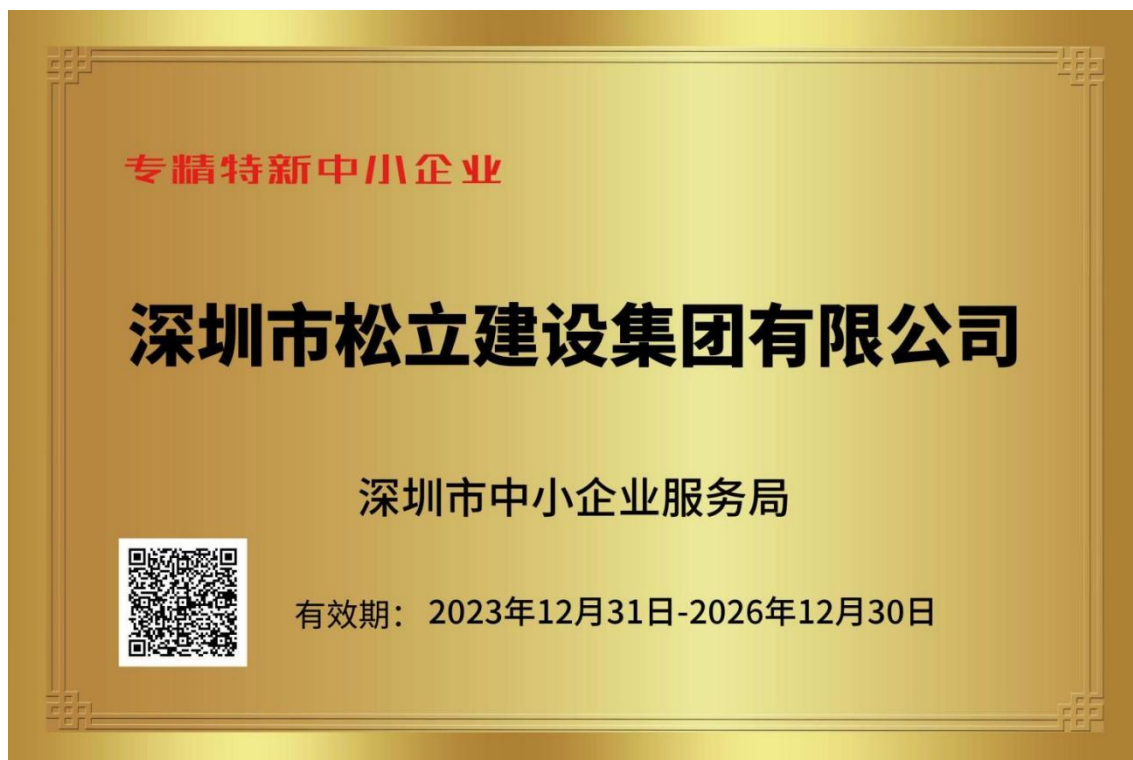 专精特新中小企业
深圳市松立建设集团有限公司
深圳市中小企业服务局
有效期： 2023年12月31日-2026年12月30日